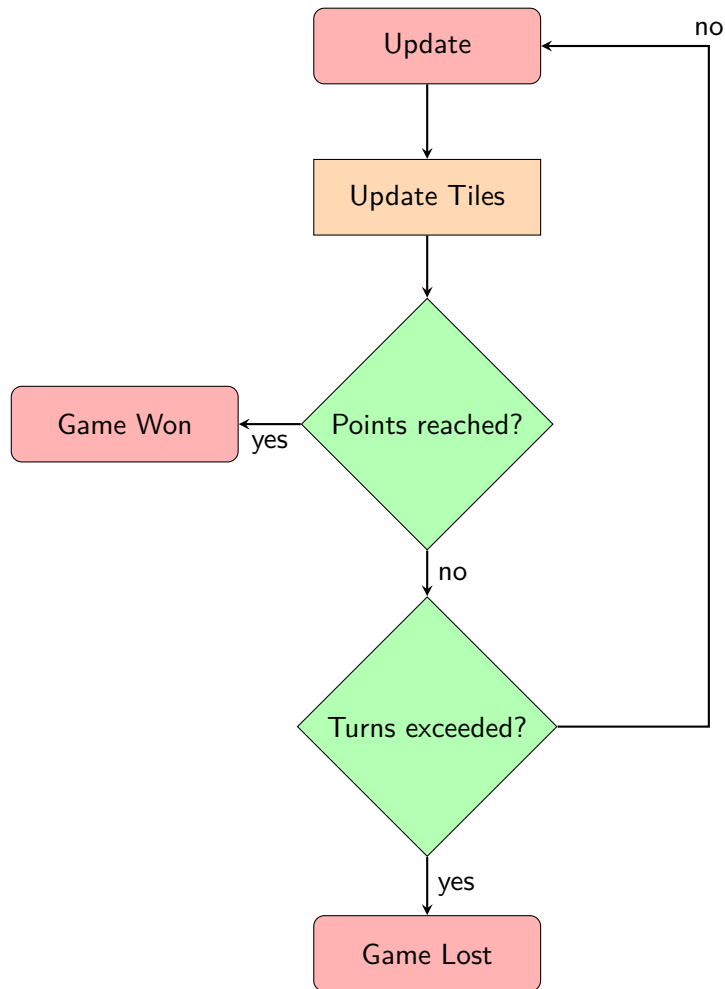 no
Update
Update Tiles
Game Won
yes
Points reached?
no
Turns exceeded?
yes
Game Lost